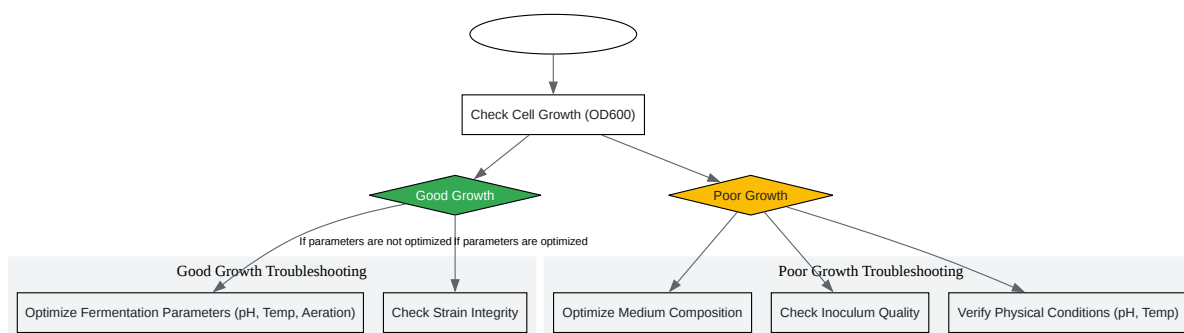 Check Cell Growth (OD600)
Good Growth
Poor Growth
If parameters are not optimized
If parameters are optimized
Good Growth Troubleshooting
Poor Growth Troubleshooting
Optimize Fermentation Parameters (pH, Temp, Aeration)
Check Strain Integrity
Optimize Medium Composition
Check Inoculum Quality
Verify Physical Conditions (pH, Temp)